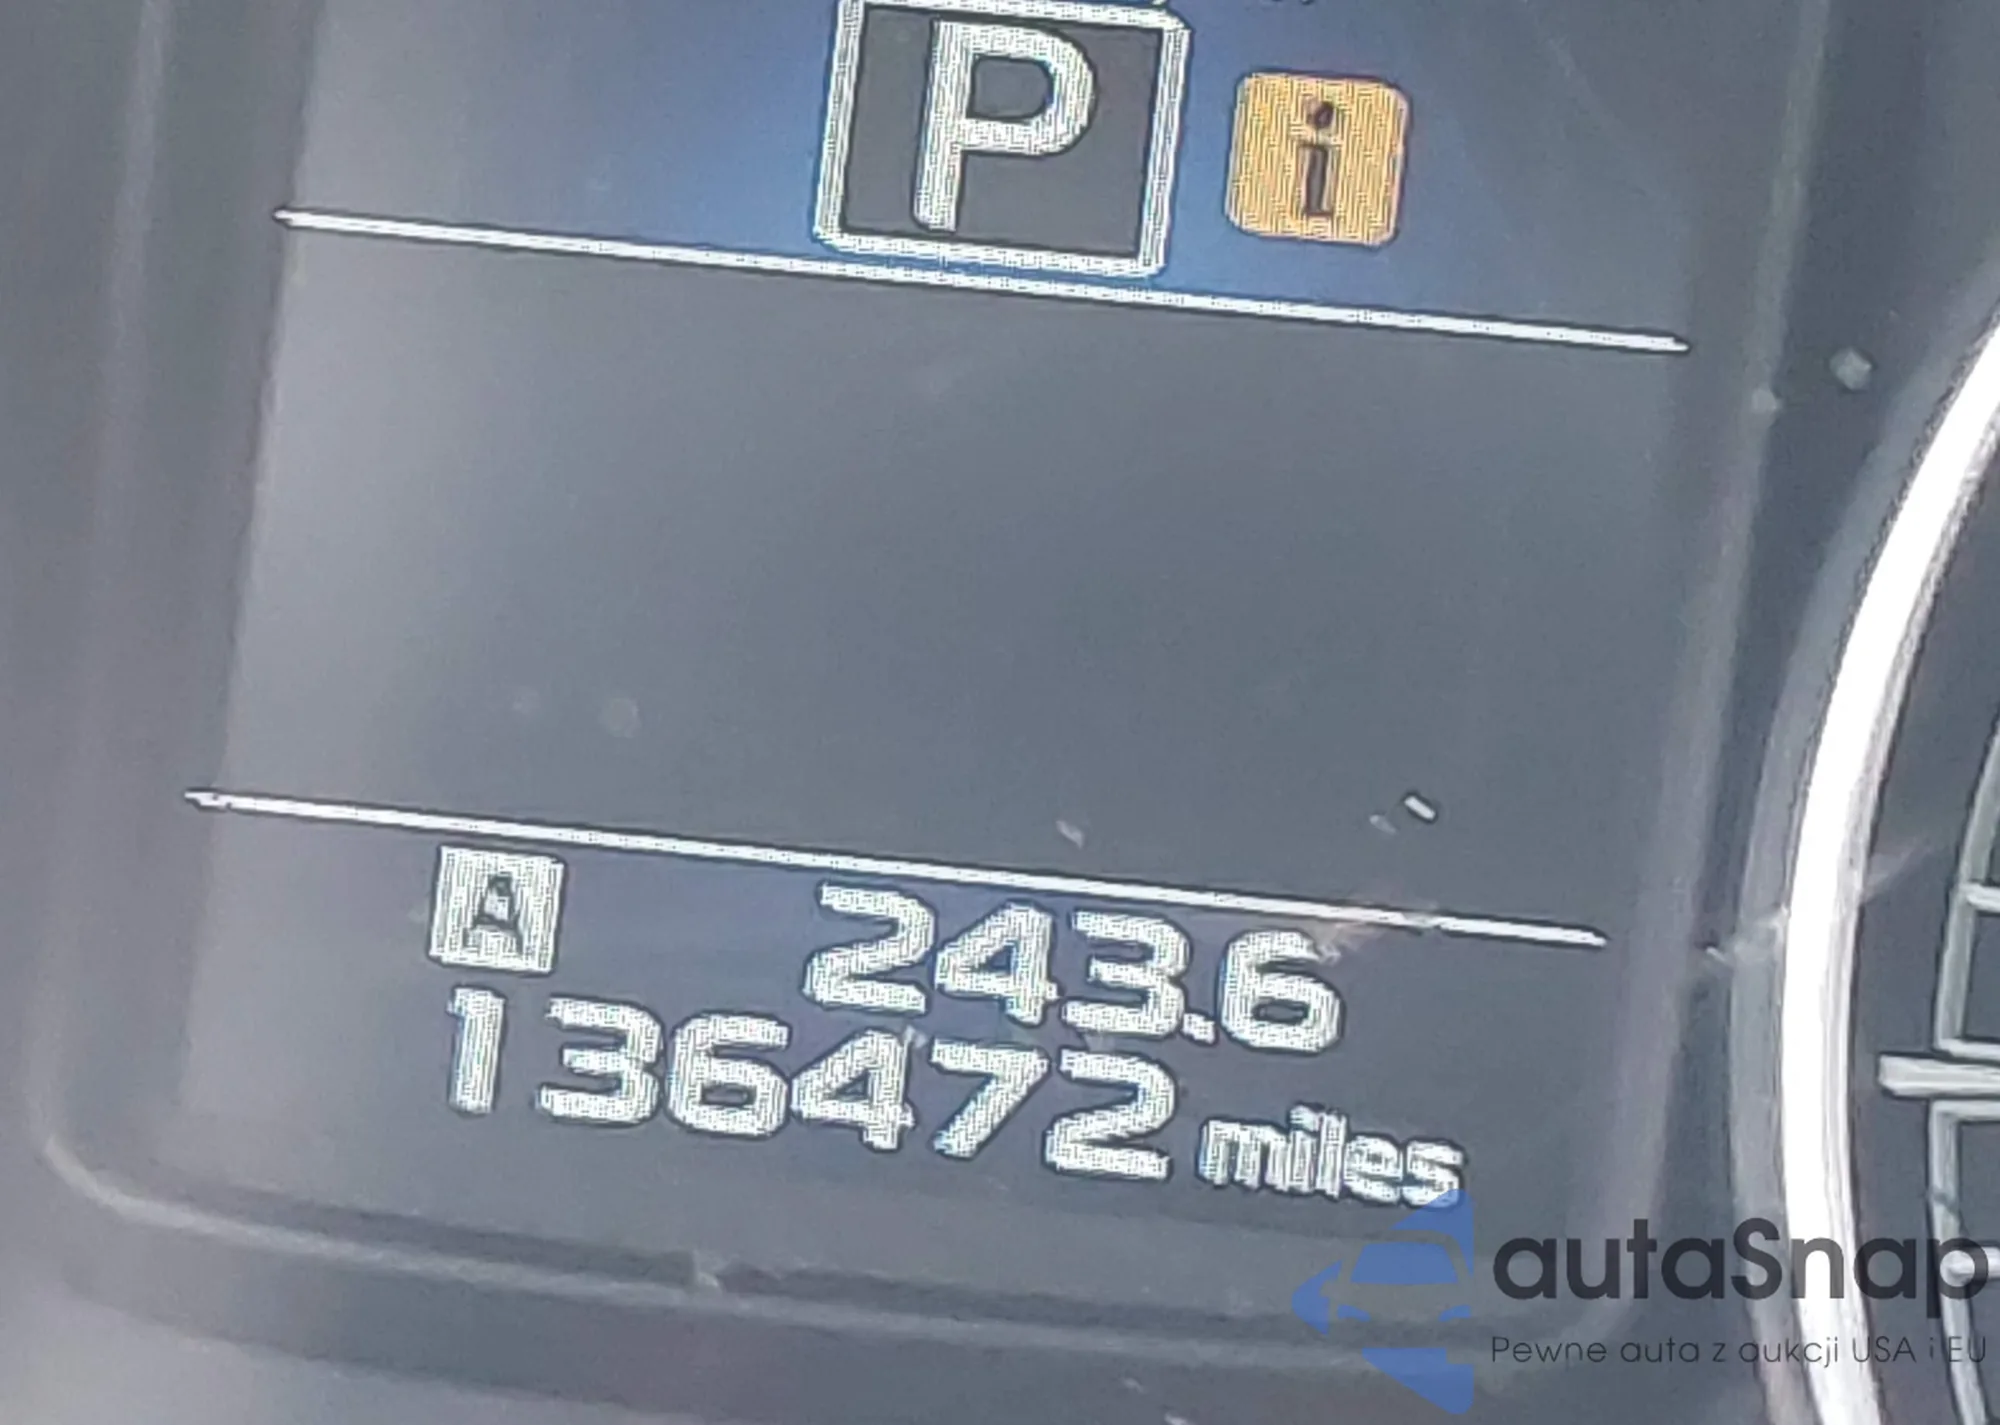 P i
A 243.6
136472 miles
autaSnap
Pewne auta z aukcji USA i EU